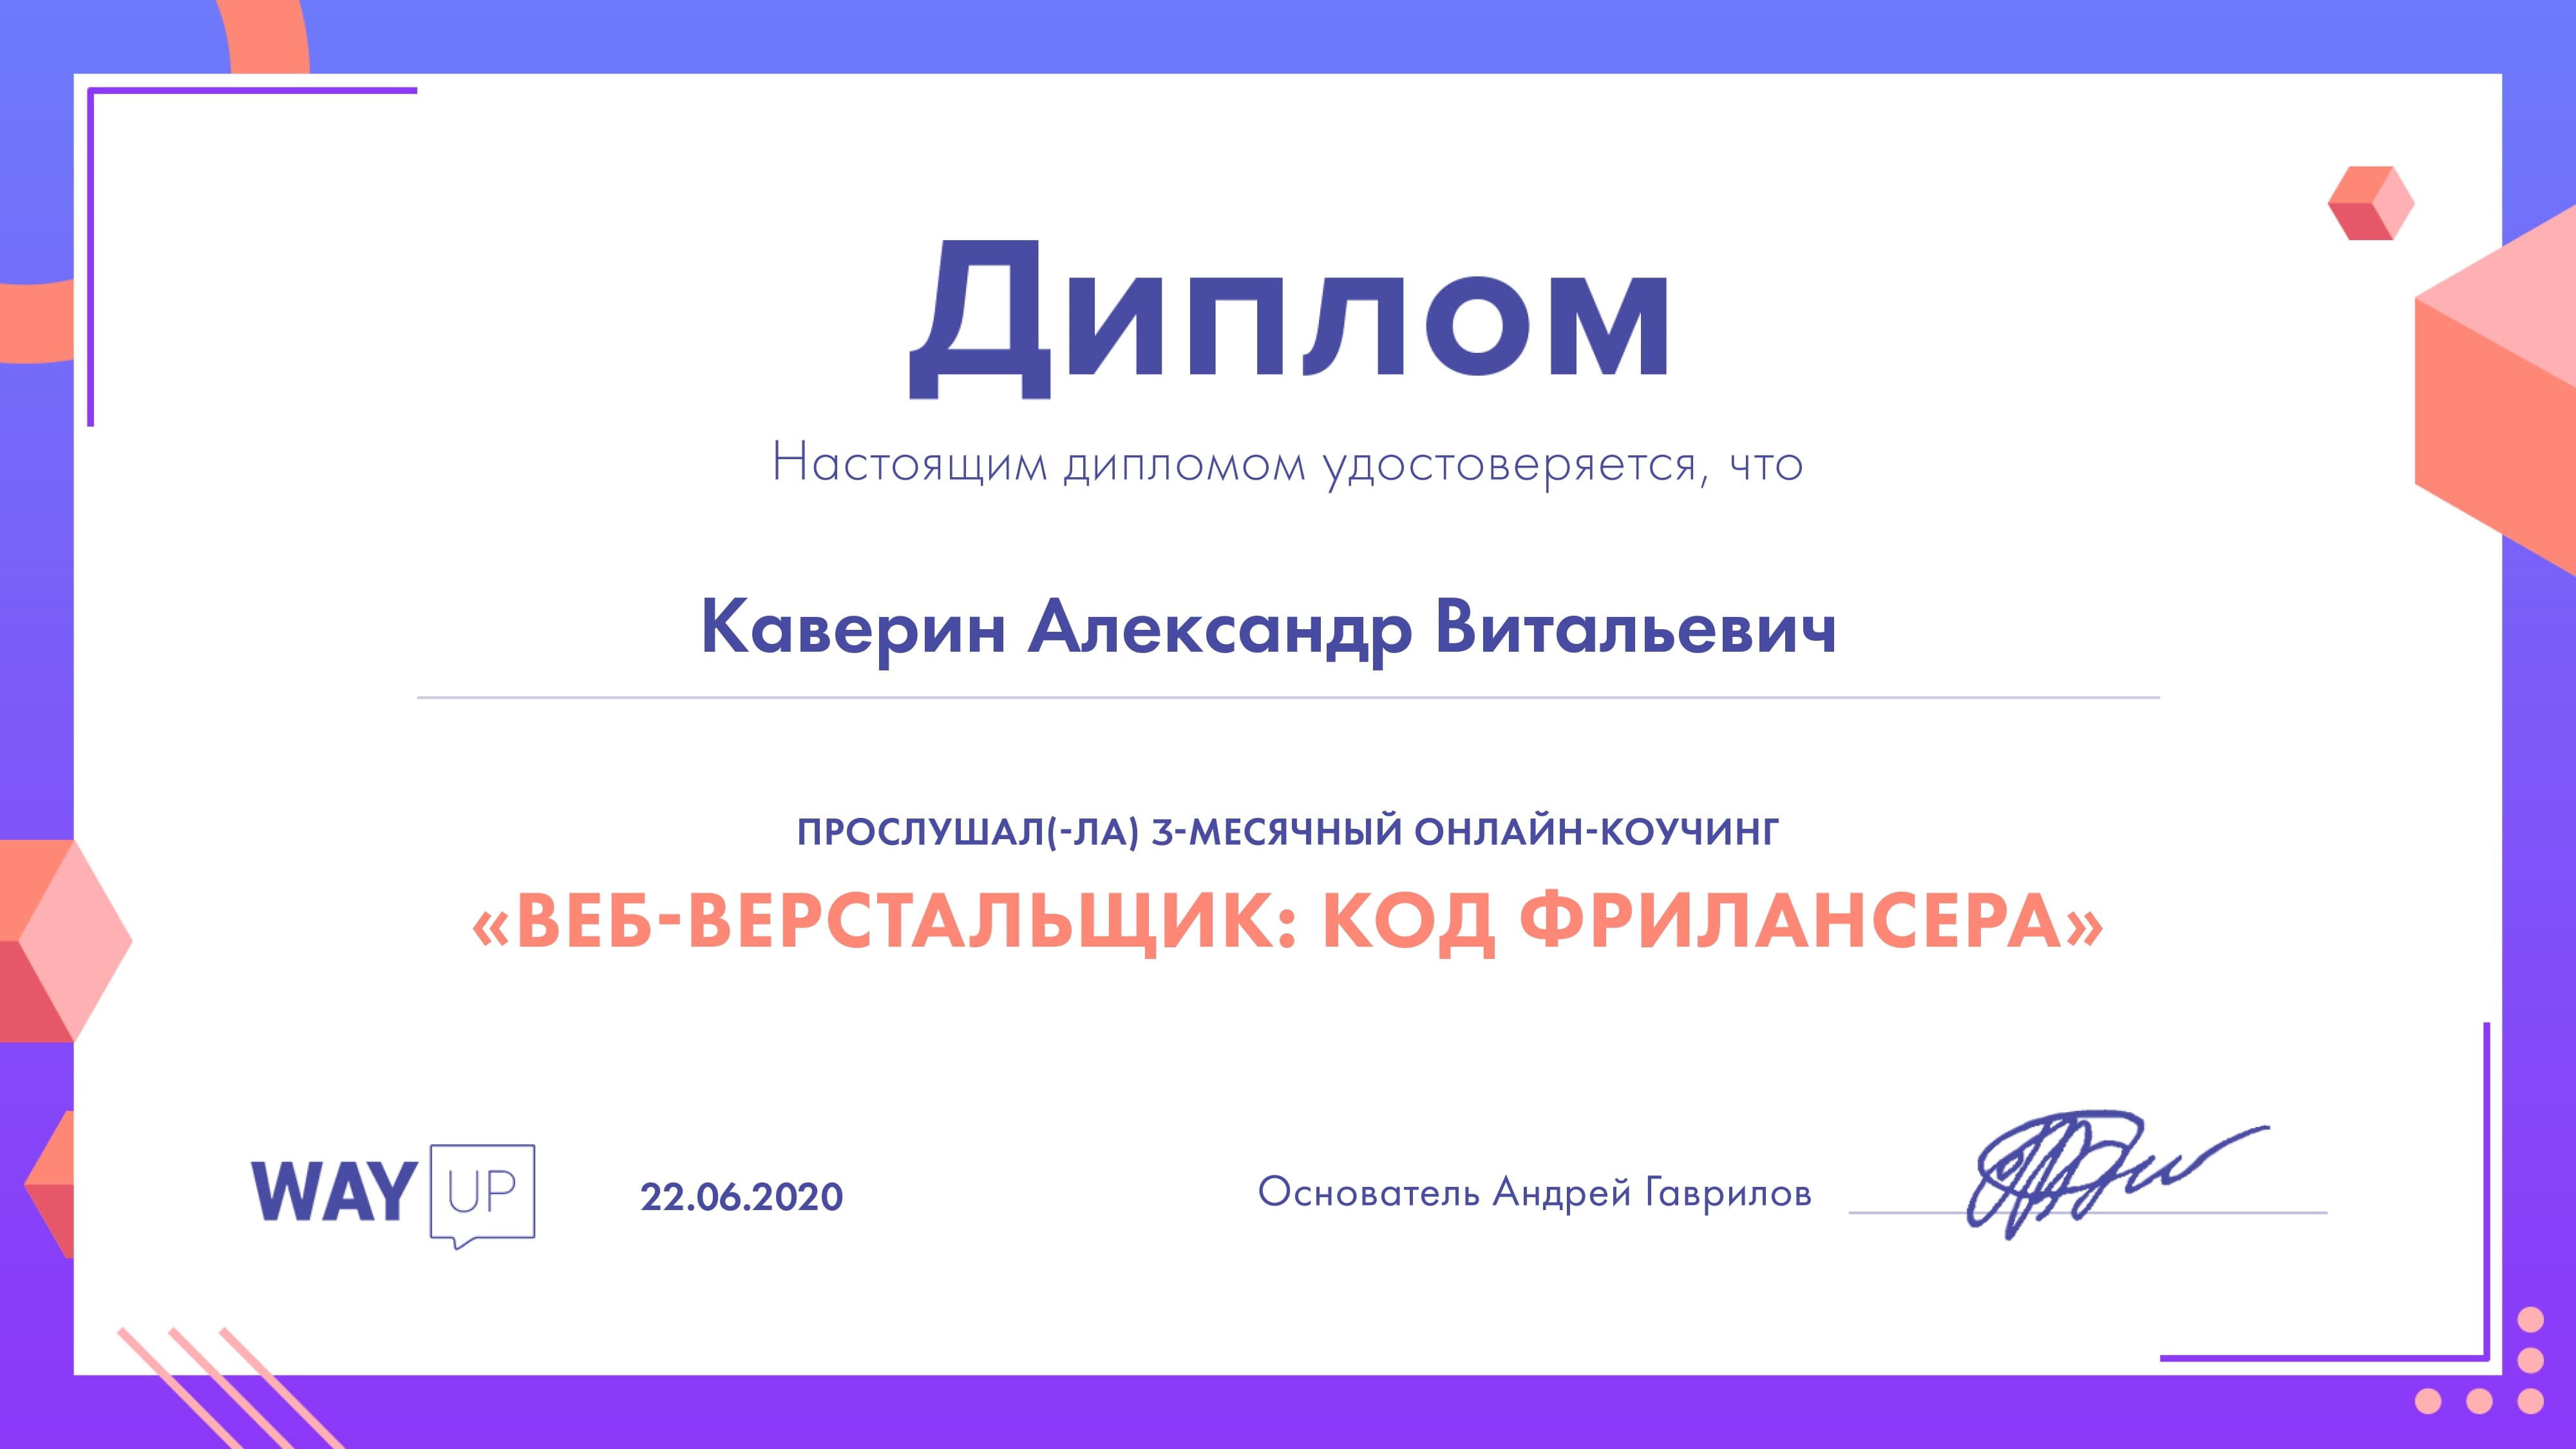 Диплом
Настоящим дипломом удостоверяется, что
Каверин Александр Витальевич
ПРОСЛУШАЛ(-ЛА) 3-МЕСЯЧНЫЙ ОНЛАЙН-КОУЧИНГ
«ВЕБ-ВЕРСТАЛЬЩИК: КОД ФРИЛАНСЕРА»
WAY UP
22.06.2020
Основатель Андрей Гаврилов